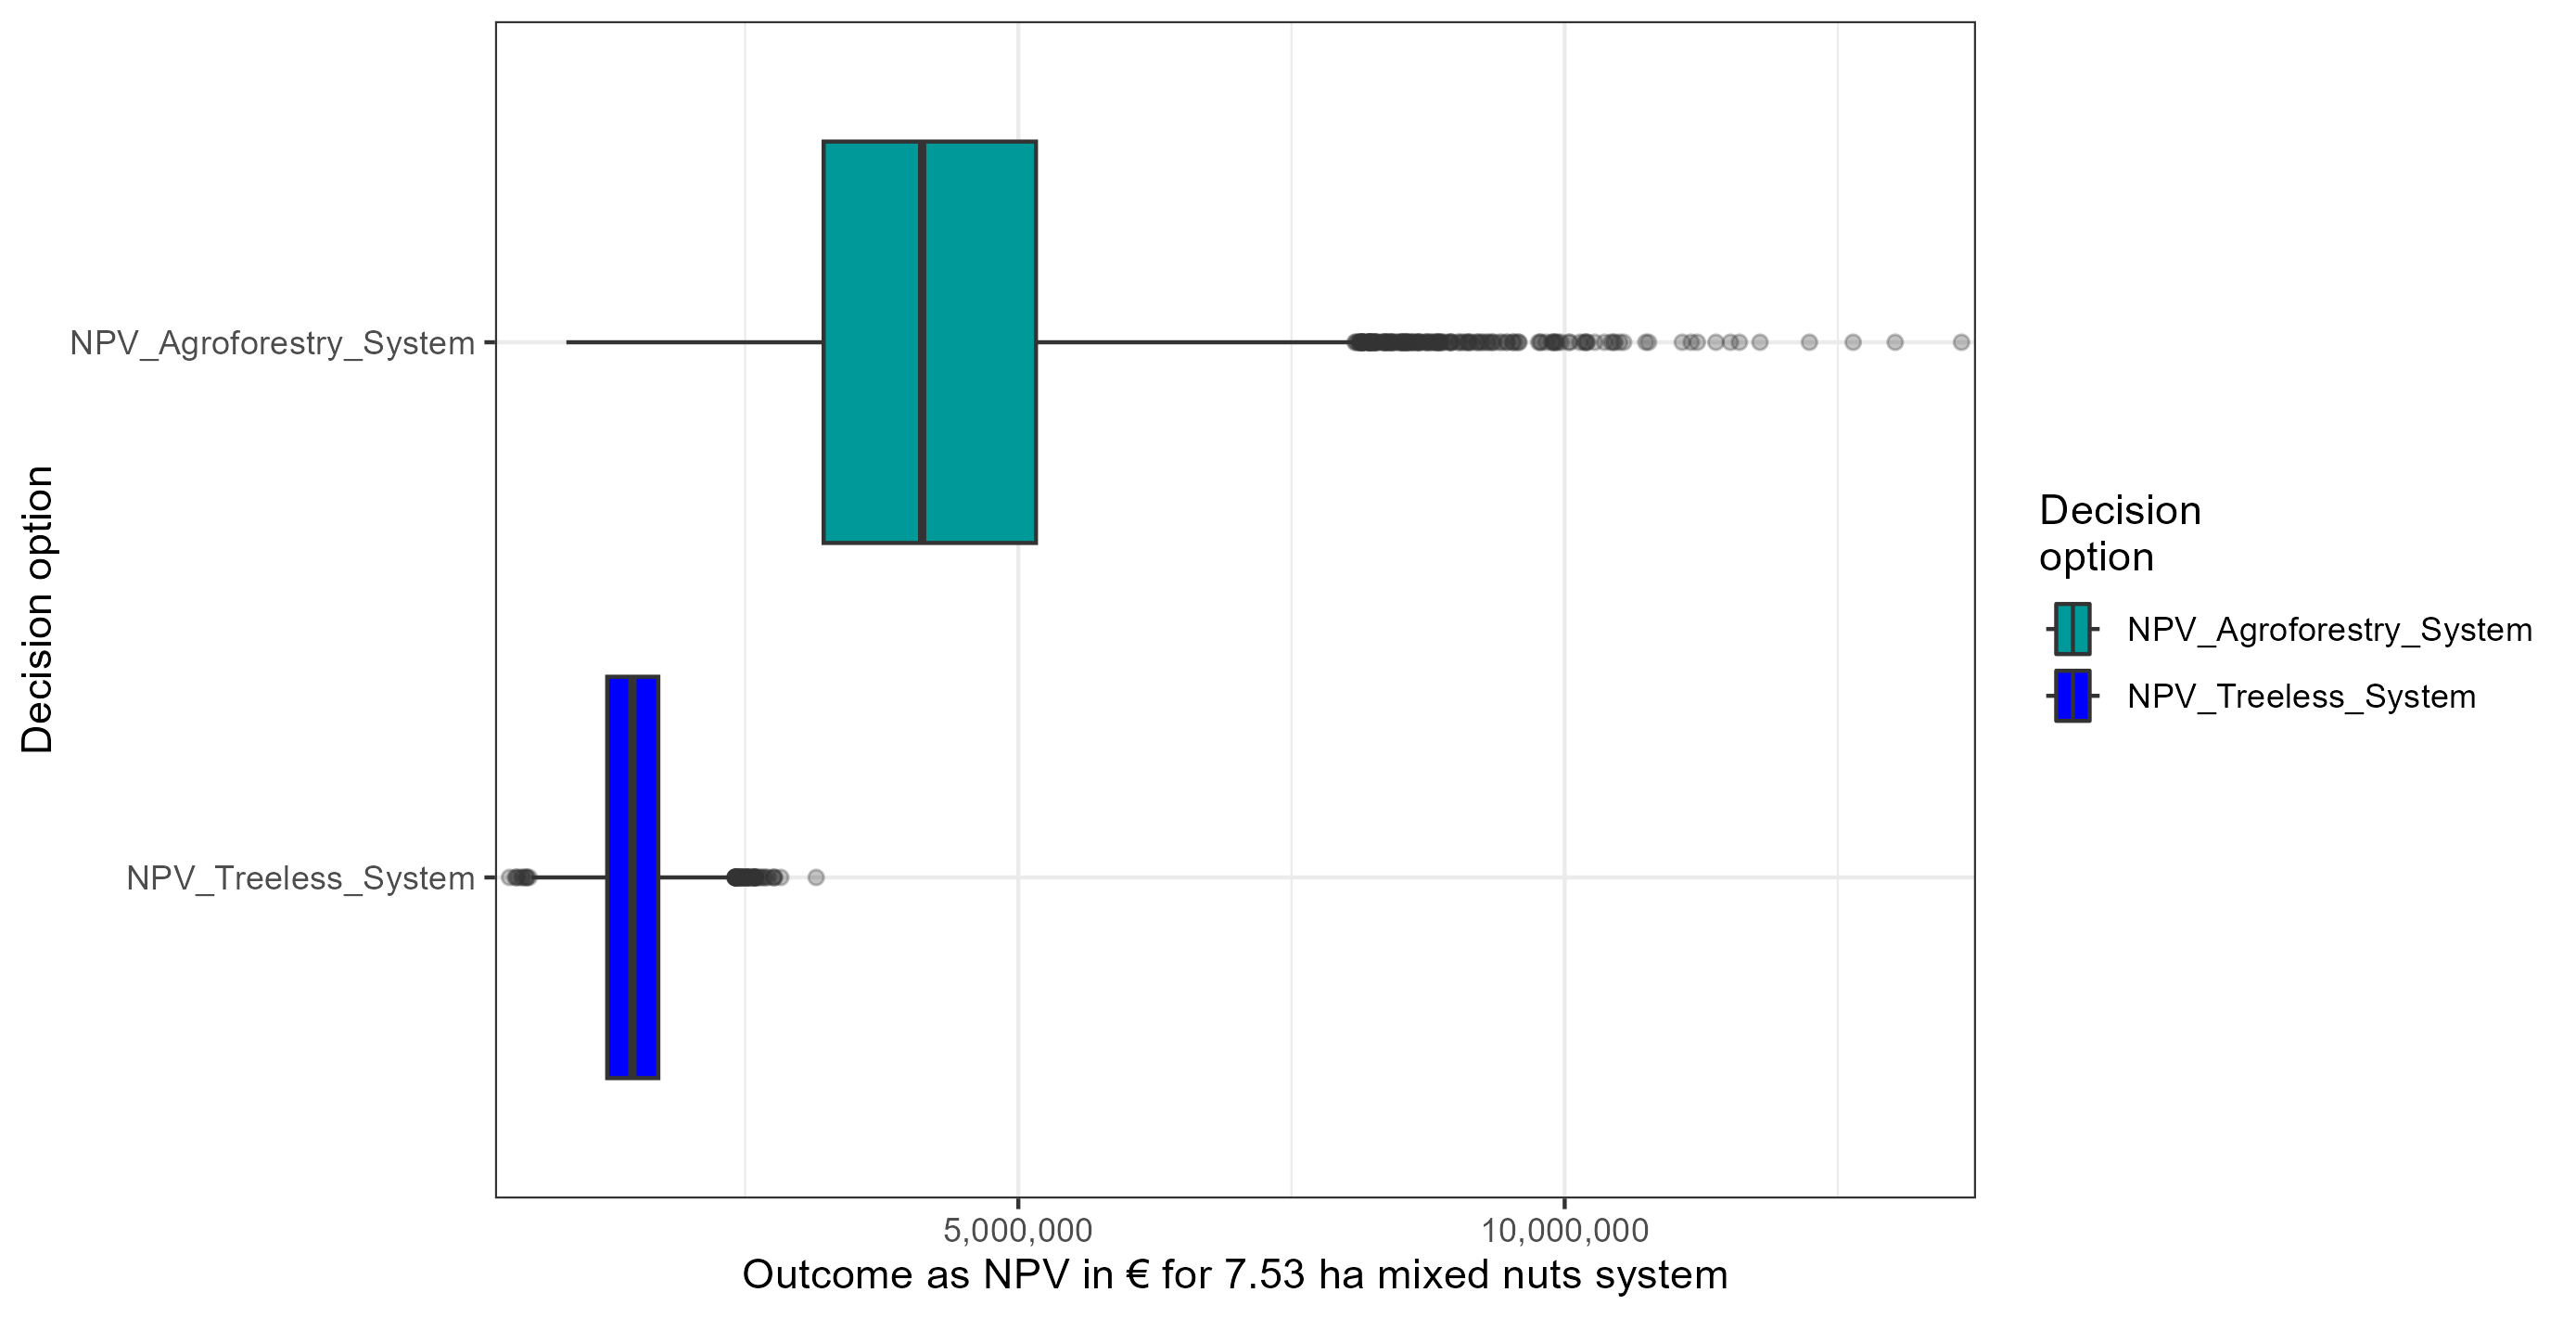 Decision option
NPV_Agroforestry_System
NPV_Treeless_System
5,000,000
10,000,000
Outcome as NPV in € for 7.53 ha mixed nuts system
Decision
option
NPV_Agroforestry_System
NPV_Treeless_System